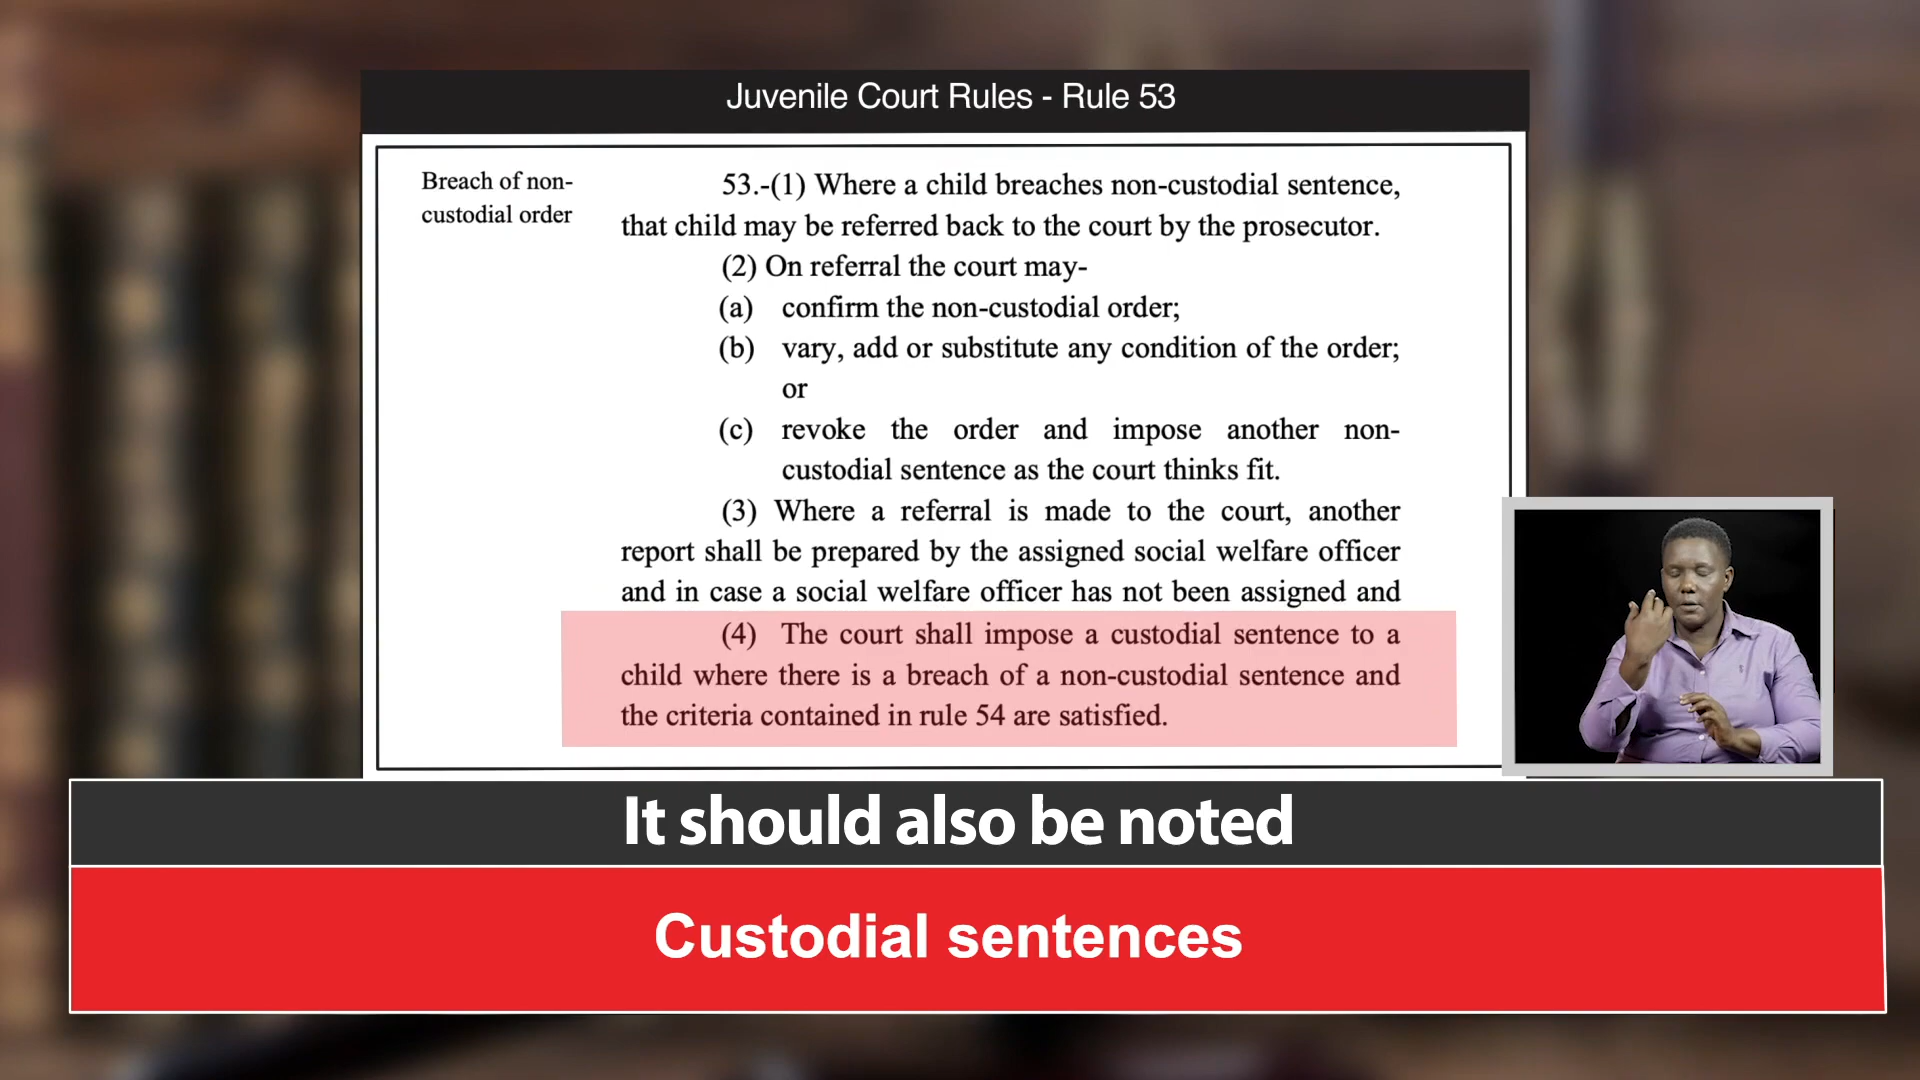 Juvenile Court Rules - Rule 53
Breach of non-
custodial order
53.-(1) Where a child breaches non-custodial sentence,
that child may be referred back to the court by the prosecutor.
(2) On referral the court may-
(a) confirm the non-custodial order;
(b) vary, add or substitute any condition of the order;
or
(c) revoke the order and impose another non-
custodial sentence as the court thinks fit.
(3) Where a referral is made to the court, another
report shall be prepared by the assigned social welfare officer
and in case a social welfare officer has not been assigned and
(4) The court shall impose a custodial sentence to a
child where there is a breach of a non-custodial sentence and
the criteria contained in rule 54 are satisfied.
It should also be noted
Custodial sentences